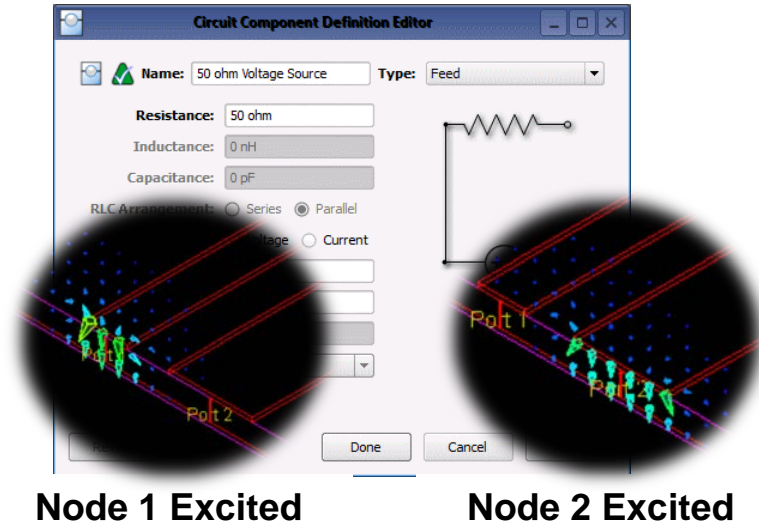 Circuit Component Definition Editor
Name: 50 ohm Voltage Source Type: Feed
Resistance: 50 ohm
Inductance: 0 nH
Capacitance: 0 pF
RLC Arrangement: Series Parallel
Current
Port 1
Port 2
Port 2
Done Cancel
Node 1 Excited Node 2 Excited